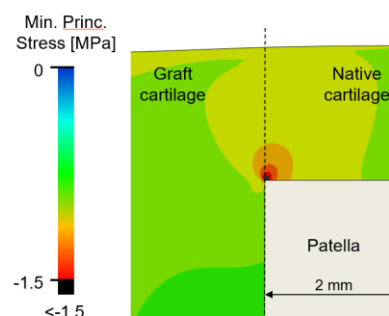 Min. Princ.
Stress [MPa]
0
-1.5
<-1.5
Graft
cartilage
Native
cartilage
Patella
2 mm